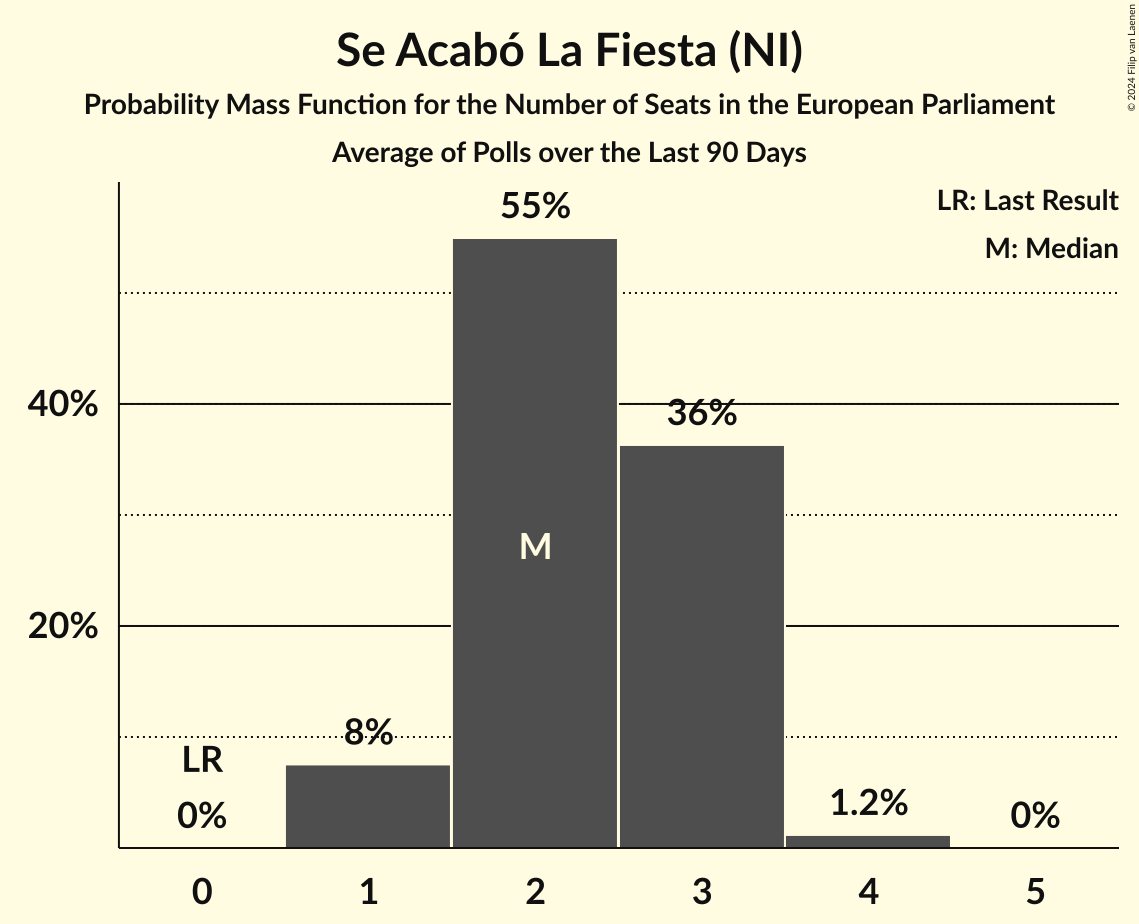 Se Acabó La Fiesta (NI)
Probability Mass Function for the Number of Seats in the European Parliament
Average of Polls over the Last 90 Days
© 2024 Filip van Laenen
LR: Last Result
M: Median
55%
40%
36%
M
20%
8%
LR
0%
1.2%
0%
0 1 2 3 4 5